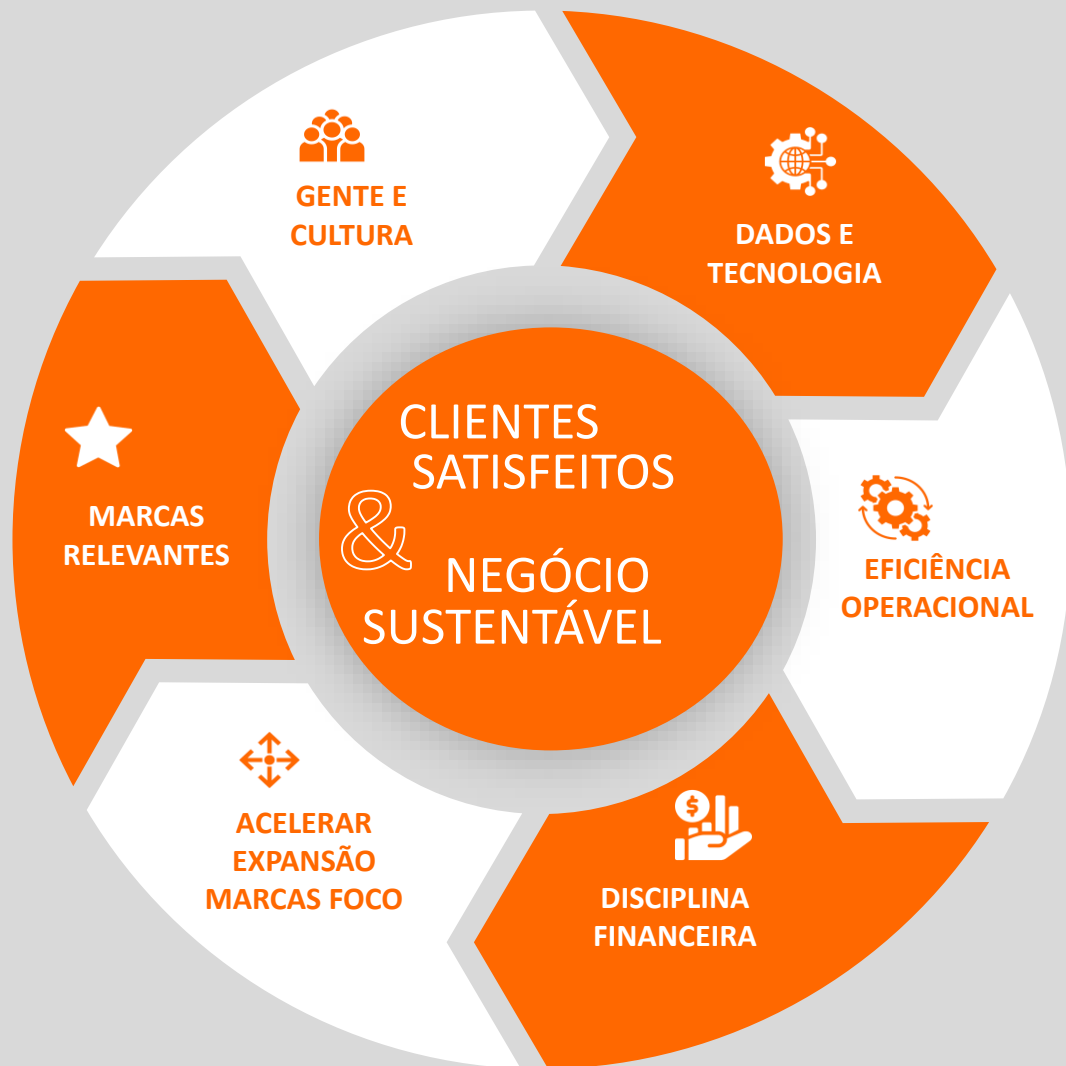 GENTE E
CULTURA
DADOS E
TECNOLOGIA
EFICIÊNCIA
OPERACIONAL
DISCIPLINA
FINANCEIRA
ACELERAR
EXPANSÃO
MARCAS FOCO
MARCAS
RELEVANTES
CLIENTES
SATISFEITOS
&
NEGÓCIO
SUSTENTÁVEL
$